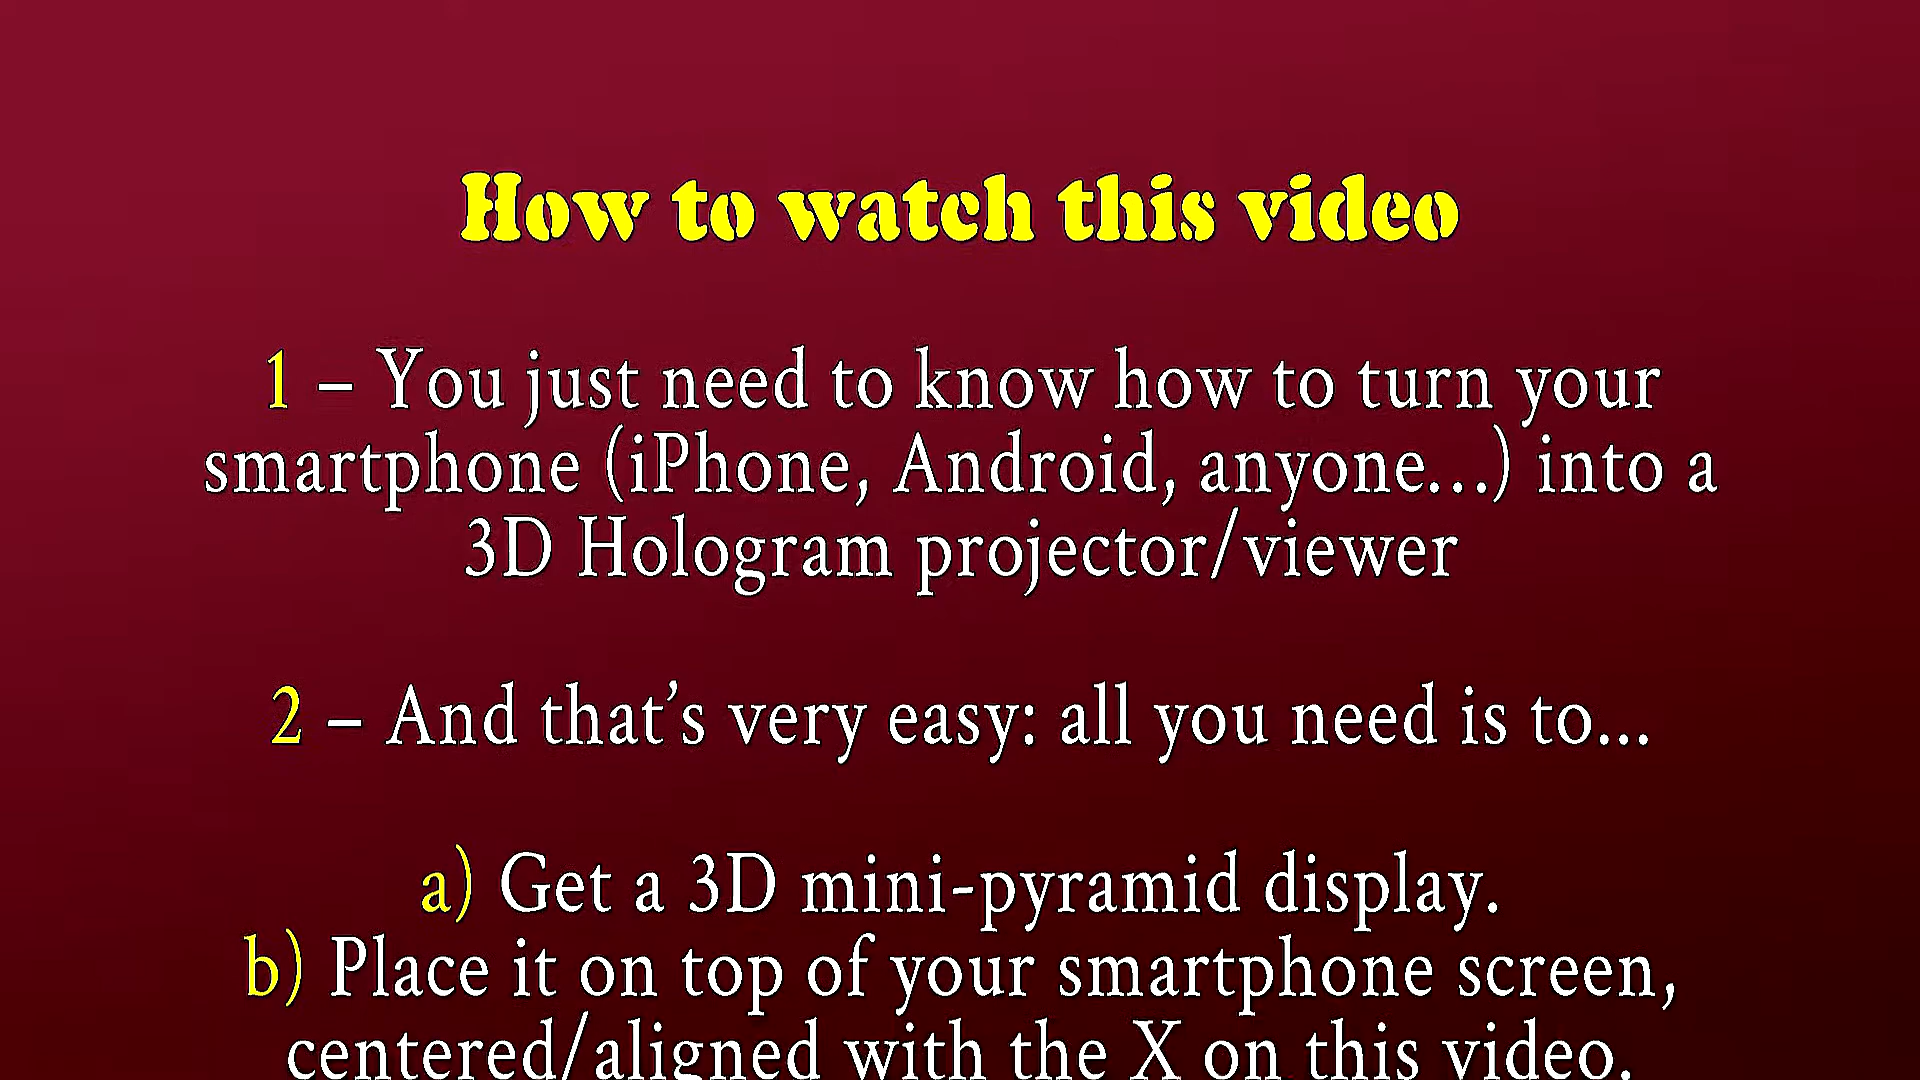 How to watch this video
1 – You just need to know how to turn your
smartphone (iPhone, Android, anyone...) into a
3D Hologram projector/viewer
2 – And that’s very easy: all you need is to...
a) Get a 3D mini-pyramid display.
b) Place it on top of your smartphone screen,
centered/aligned with the X on this video.